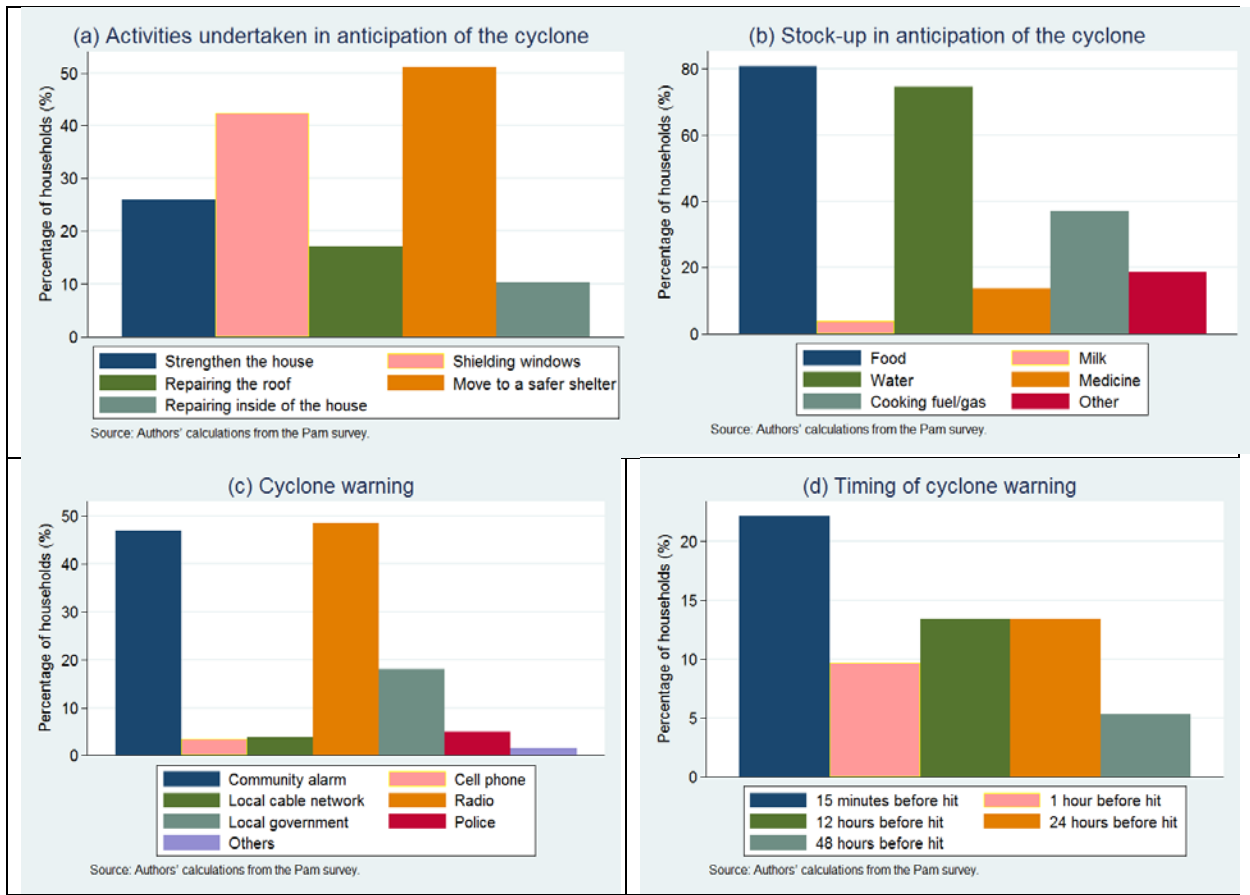 (a) Activities undertaken in anticipation of the cyclone
Percentage of households (%)
50
40
30
20
10
0
Strengthen the house
Shielding windows
Repairing the roof
Move to a safer shelter
Repairing inside of the house
Source: Authors' calculations from the Pam survey.
(b) Stock-up in anticipation of the cyclone
Percentage of households (%)
80
60
40
20
0
Food
Milk
Water
Medicine
Cooking fuel/gas
Other
Source: Authors' calculations from the Pam survey.
(c) Cyclone warning
Percentage of households (%)
50
40
30
20
10
0
Community alarm
Cell phone
Local cable network
Radio
Local government
Police
Others
Source: Authors' calculations from the Pam survey.
(d) Timing of cyclone warning
Percentage of households (%)
20
15
10
5
0
15 minutes before hit
1 hour before hit
12 hours before hit
24 hours before hit
48 hours before hit
Source: Authors' calculations from the Pam survey.